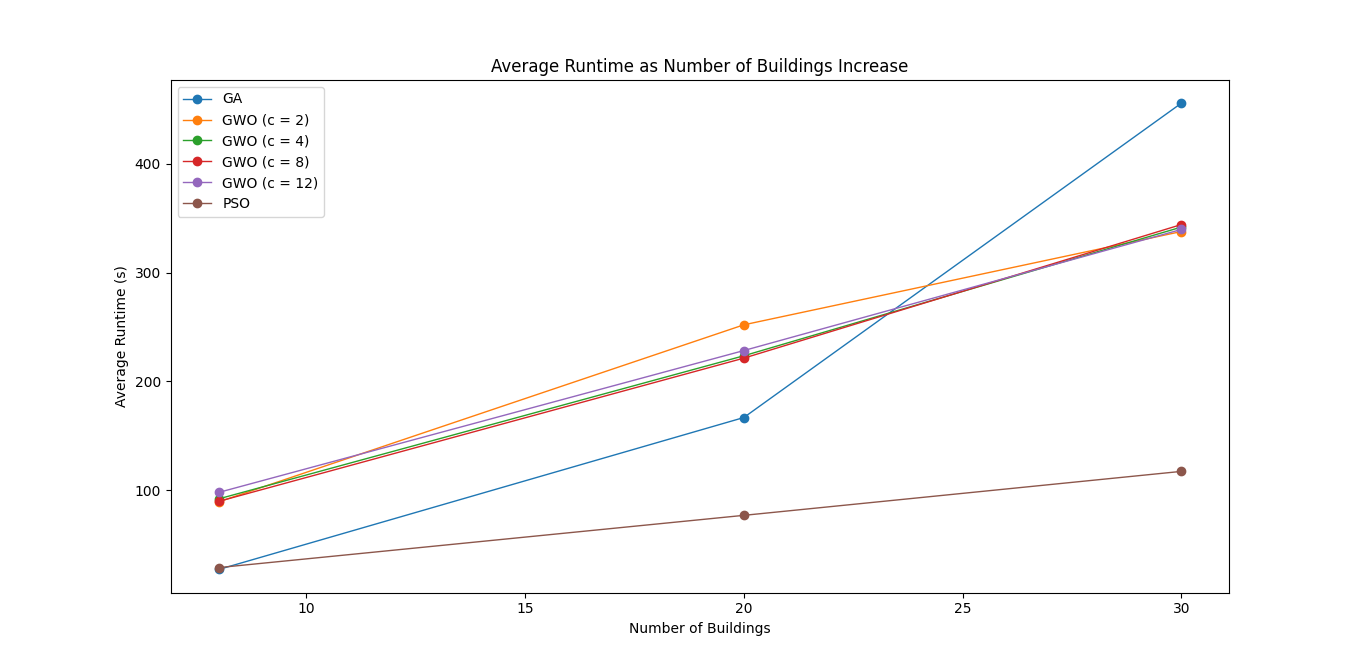 Average Runtime as Number of Buildings Increase
GA
GWO (c = 2)
GWO (c = 4)
GWO (c = 8)
GWO (c = 12)
PSO
400
300
200
100
Average Runtime (s)
10 15 20 25 30
Number of Buildings